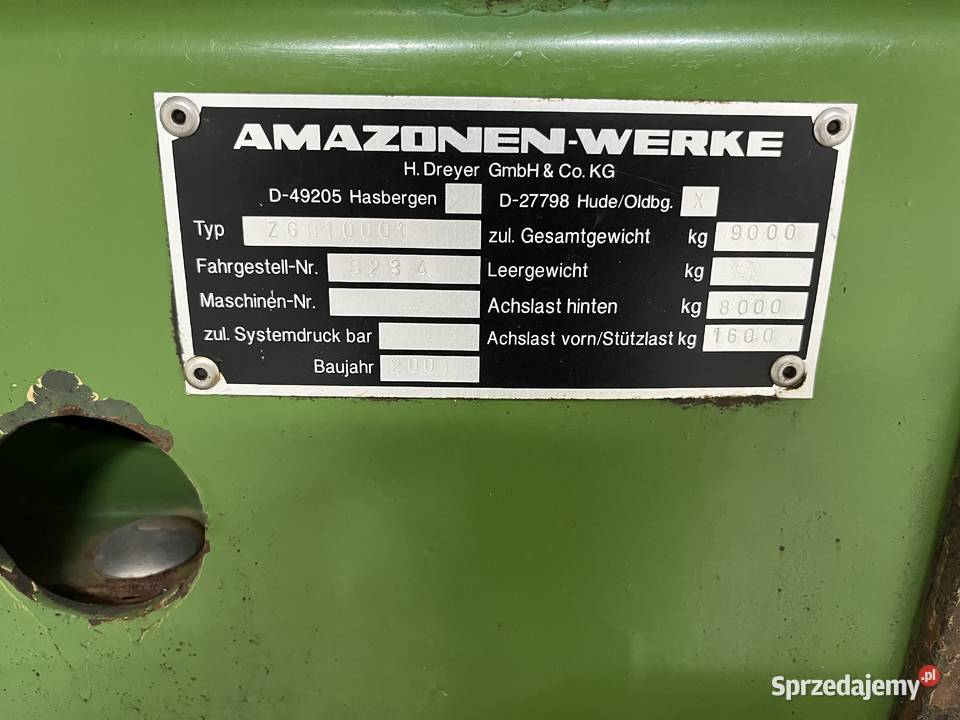 AMAZONEN-WERKE
H. Dreyer GmbH & Co. KG
D-49205 Hasbergen D-27798 Hude/Oldbg. X
Typ zul. Gesamtgewicht kg 9000
Fahrgestell-Nr. Leergewicht kg
Maschinen-Nr. Achslast hinten kg 8000
zul. Systemdruck bar Achslast vorn/Stützlast kg 1600
Baujahr 2001
Sprzedajemy.pl